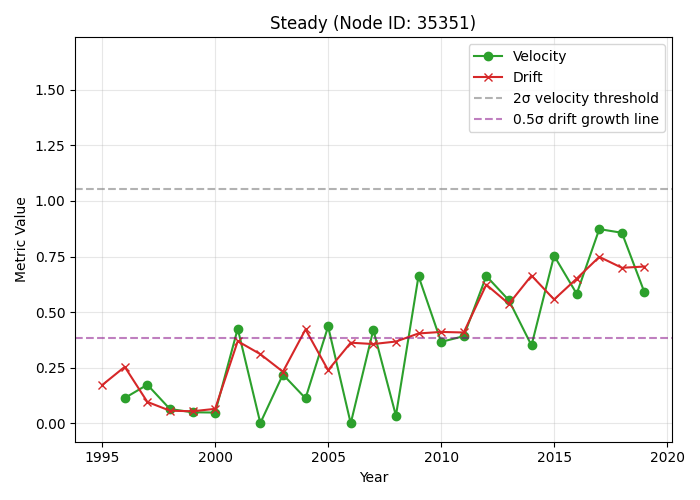 Steady (Node ID: 35351)
Velocity
Drift
2σ velocity threshold
0.5σ drift growth line
1.50
1.25
1.00
0.75
0.50
0.25
0.00
Metric Value
1995 2000 2005 2010 2015 2020
Year